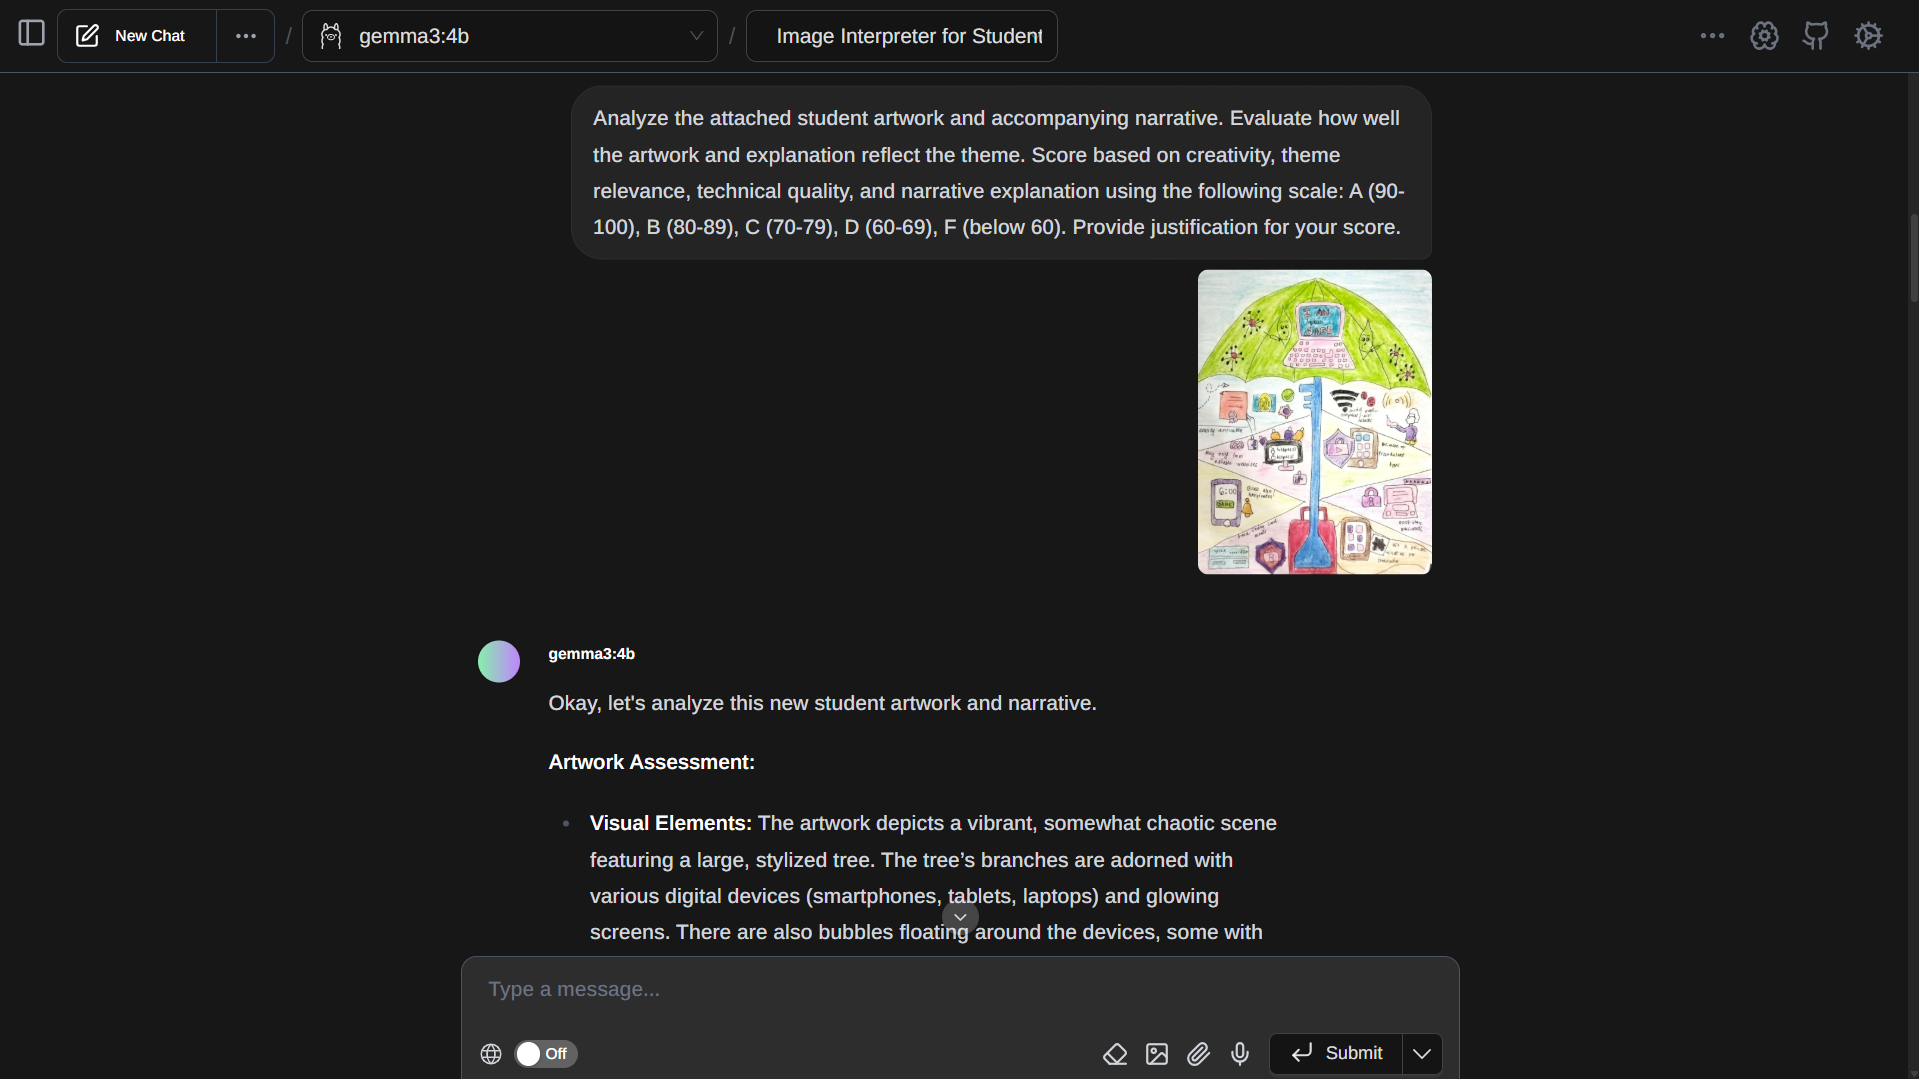 New Chat
gemma3:4b
Image Interpreter for Student
Analyze the attached student artwork and accompanying narrative. Evaluate how well
the artwork and explanation reflect the theme. Score based on creativity, theme
relevance, technical quality, and narrative explanation using the following scale: A (90-
100), B (80-89), C (70-79), D (60-69), F (below 60). Provide justification for your score.
I AM
SAFE
6:00
gemma3:4b
Okay, let's analyze this new student artwork and narrative.
Artwork Assessment:
Visual Elements: The artwork depicts a vibrant, somewhat chaotic scene
featuring a large, stylized tree. The tree’s branches are adorned with
various digital devices (smartphones, tablets, laptops) and glowing
screens. There are also bubbles floating around the devices, some with
Type a message...
Off
Submit